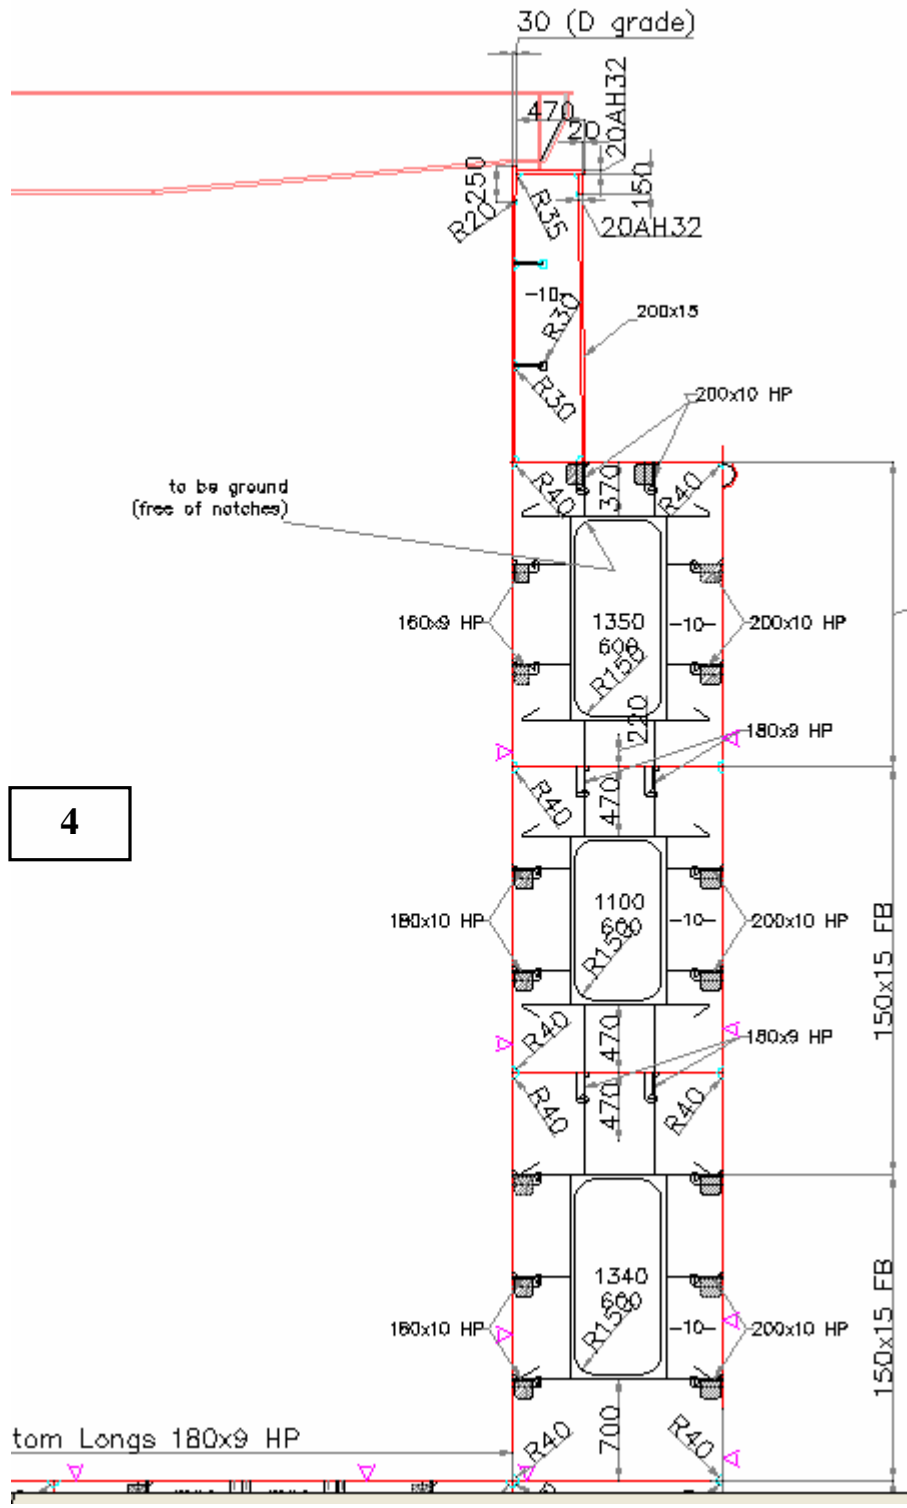 30 (D grade)
470
20
20AH32
250
150
R20
R35
20AH32
-10-
R30
200x15
R30
200x10 HP
to be ground
(free of notches)
R40
370
R40
160x9 HP
1350
600
-10-
200x10 HP
R150
220
180x9 HP
R40
470
4
1100
600
-10-
180x10 HP
200x10 HP
R150
150x15 FB
R40
470
180x9 HP
R40
470
R40
1340
600
R150
-10-
180x10 HP
200x10 HP
150x15 FB
700
tom Longs 180x9 HP
R40
R40